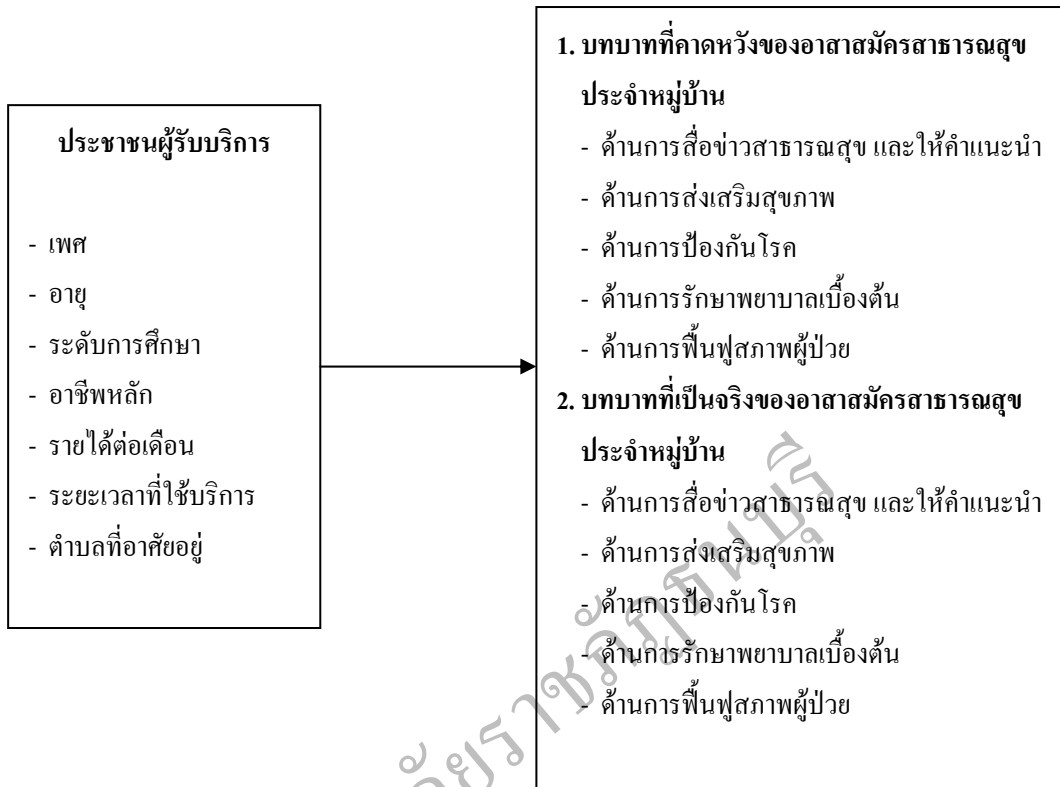 ประชาชนผู้รับบริการ
- เพศ
- อายุ
- ระดับการศึกษา
- อาชีพหลัก
- รายได้ต่อเดือน
- ระยะเวลาที่ใช้บริการ
- ตำบลที่อาศัยอยู่
1. บทบาทที่คาดหวังของอาสาสมัครสาธารณสุข
ประจำหมู่บ้าน
- ด้านการสื่อข่าวสาธารณสุข และให้คำแนะนำ
- ด้านการส่งเสริมสุขภาพ
- ด้านการป้องกันโรค
- ด้านการรักษาพยาบาลเบื้องต้น
- ด้านการฟื้นฟูสภาพผู้ป่วย
2. บทบาทที่เป็นจริงของอาสาสมัครสาธารณสุข
ประจำหมู่บ้าน
- ด้านการสื่อข่าวสาธารณสุข และให้คำแนะนำ
- ด้านการส่งเสริมสุขภาพ
- ด้านการป้องกันโรค
- ด้านการรักษาพยาบาลเบื้องต้น
- ด้านการฟื้นฟูสภาพผู้ป่วย
ัยราชภัฏธนบุรี